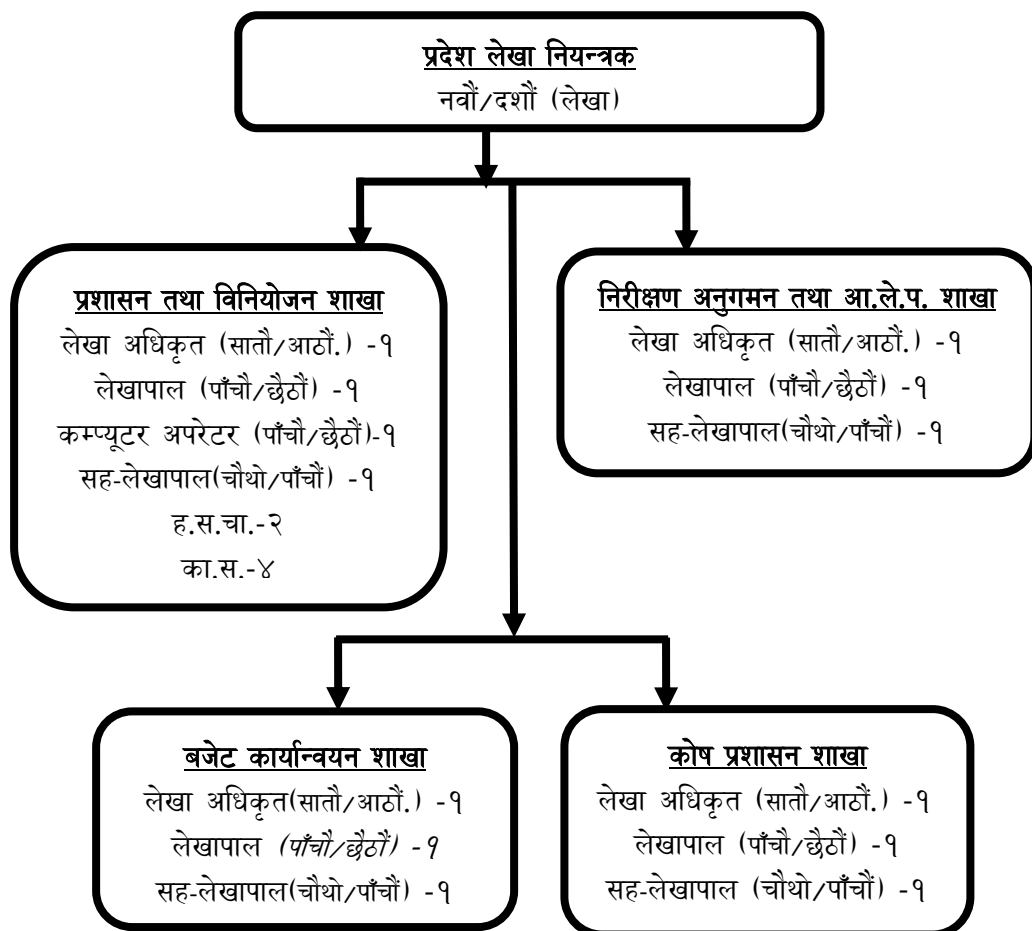 प्रदेश लेखा नियन्त्रक
नवौं/दशौं (लेखा)
प्रशासन तथा विनियोजन शाखा
लेखा अधिकृत (सातौ/आठौं.) -१
लेखापाल (पाँचौ/छैठौं) -१
कम्प्यूटर अपरेटर (पाँचौ/छैठौं)-१
सह-लेखापाल(चौथो/पाँचौं) -१
ह.स.चा.-२
का.स.-४
निरीक्षण अनुगमन तथा आ.ले.प. शाखा
लेखा अधिकृत (सातौ/आठौं.) -१
लेखापाल (पाँचौ/छैठौं) -१
सह-लेखापाल(चौथो/पाँचौं) -१
बजेट कार्यान्वयन शाखा
लेखा अधिकृत(सातौ/आठौं.) -१
लेखापाल (पाँचौ/छैठौं) -१
सह-लेखापाल(चौथो/पाँचौं) -१
कोष प्रशासन शाखा
लेखा अधिकृत (सातौ/आठौं.) -१
लेखापाल (पाँचौ/छैठौं) -१
सह-लेखापाल (चौथो/पाँचौं) -१